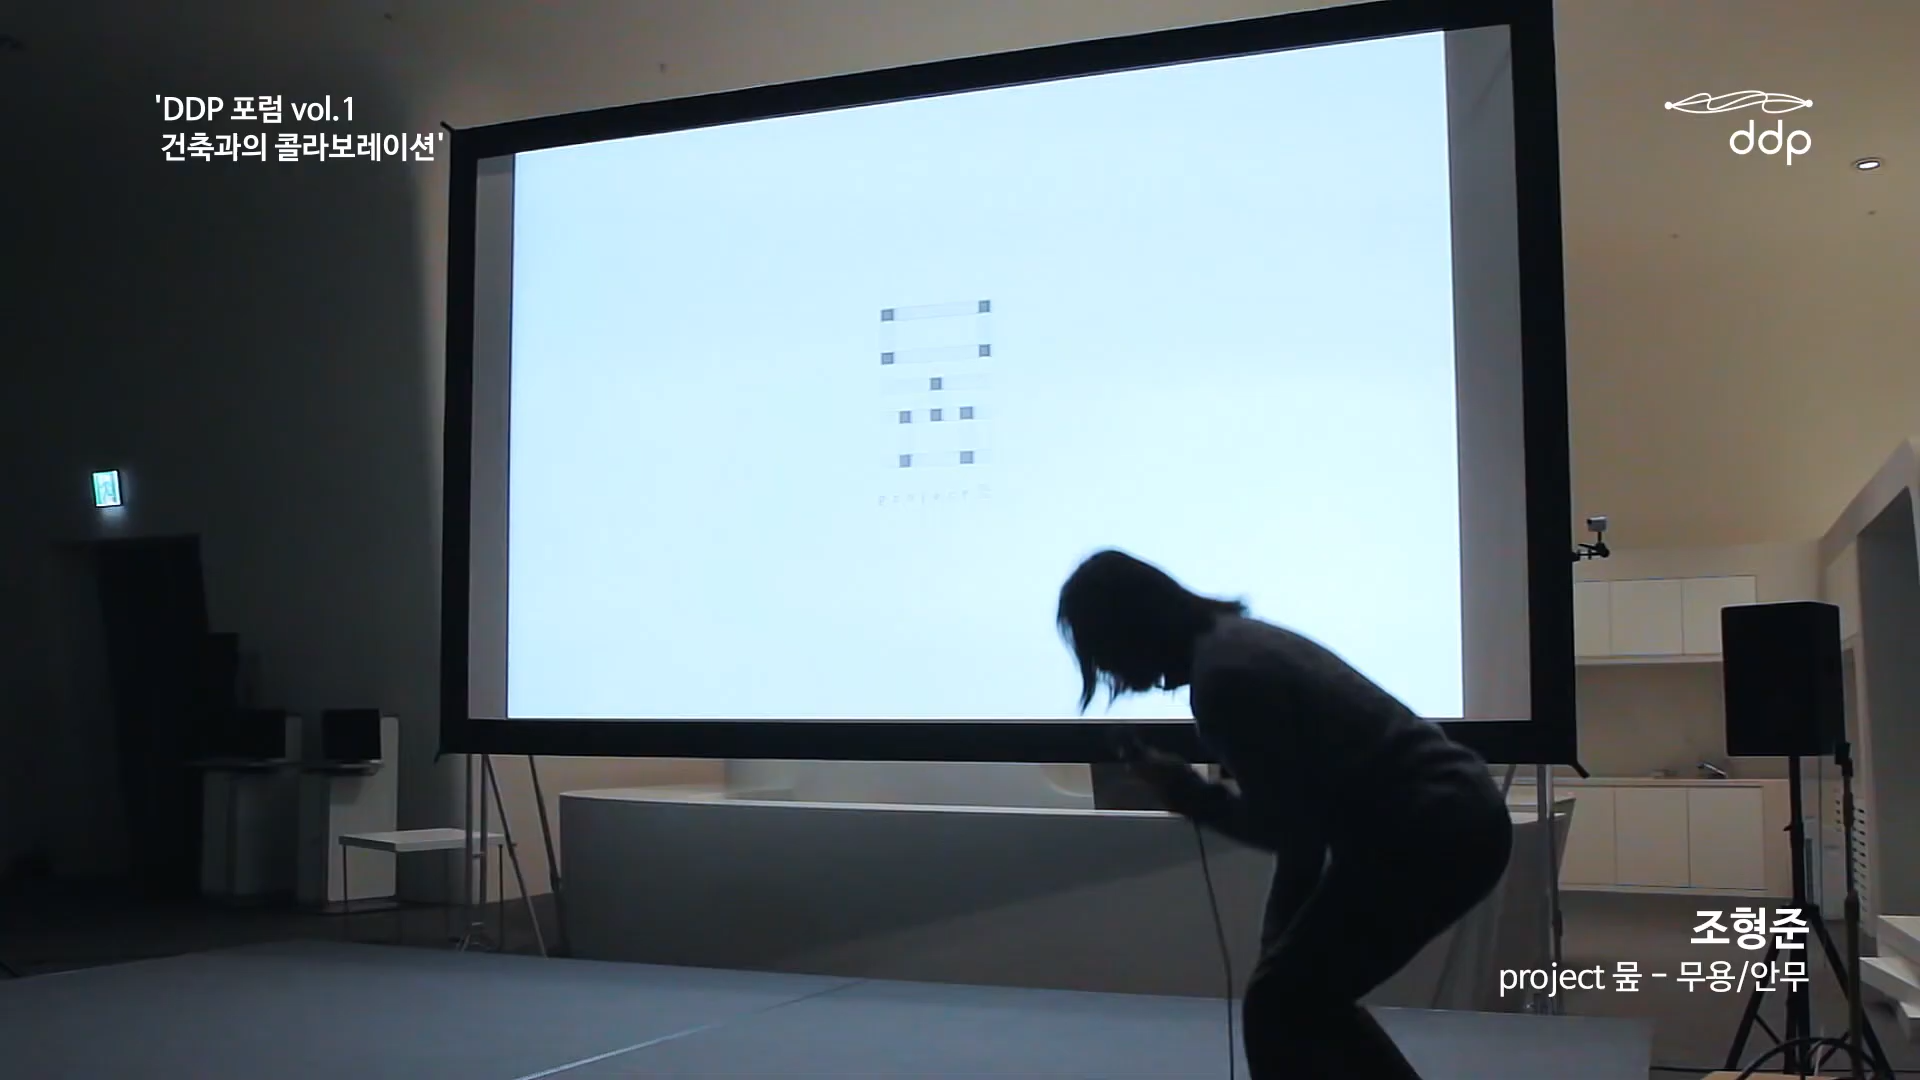 'DDP 포럼 vol.1
건축과의 콜라보레이션'
ddp
조형준
project 뭎 - 무용/안무